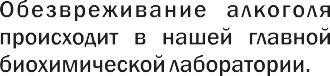 Обезвреживание алкоголя
происходит в нашей главной
биохимической лаборатории.